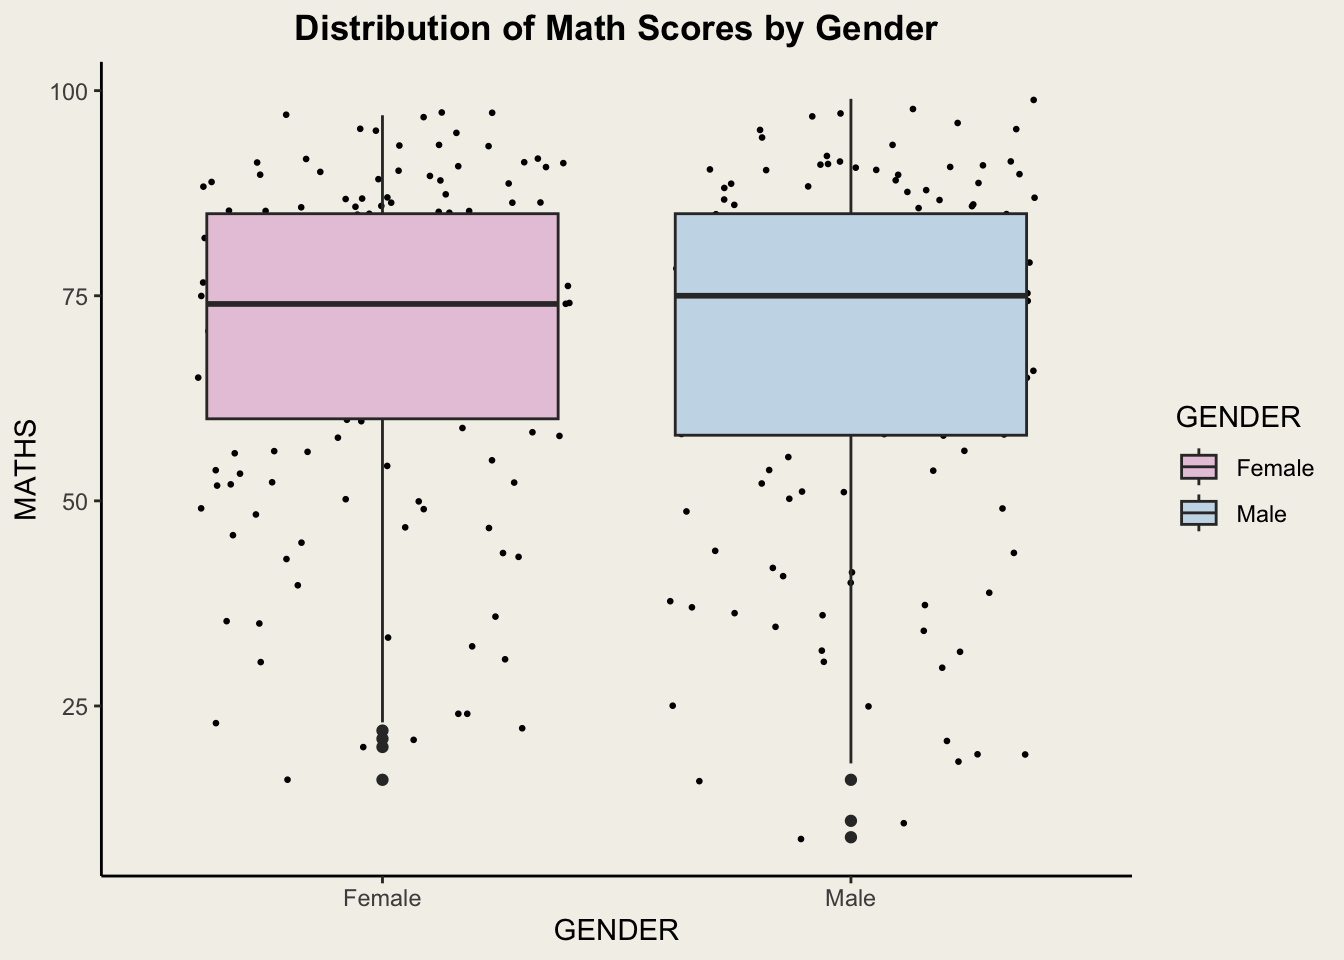 Distribution of Math Scores by Gender
100
75
50
25
MATHS
Female
Male
GENDER
GENDER
Female
Male